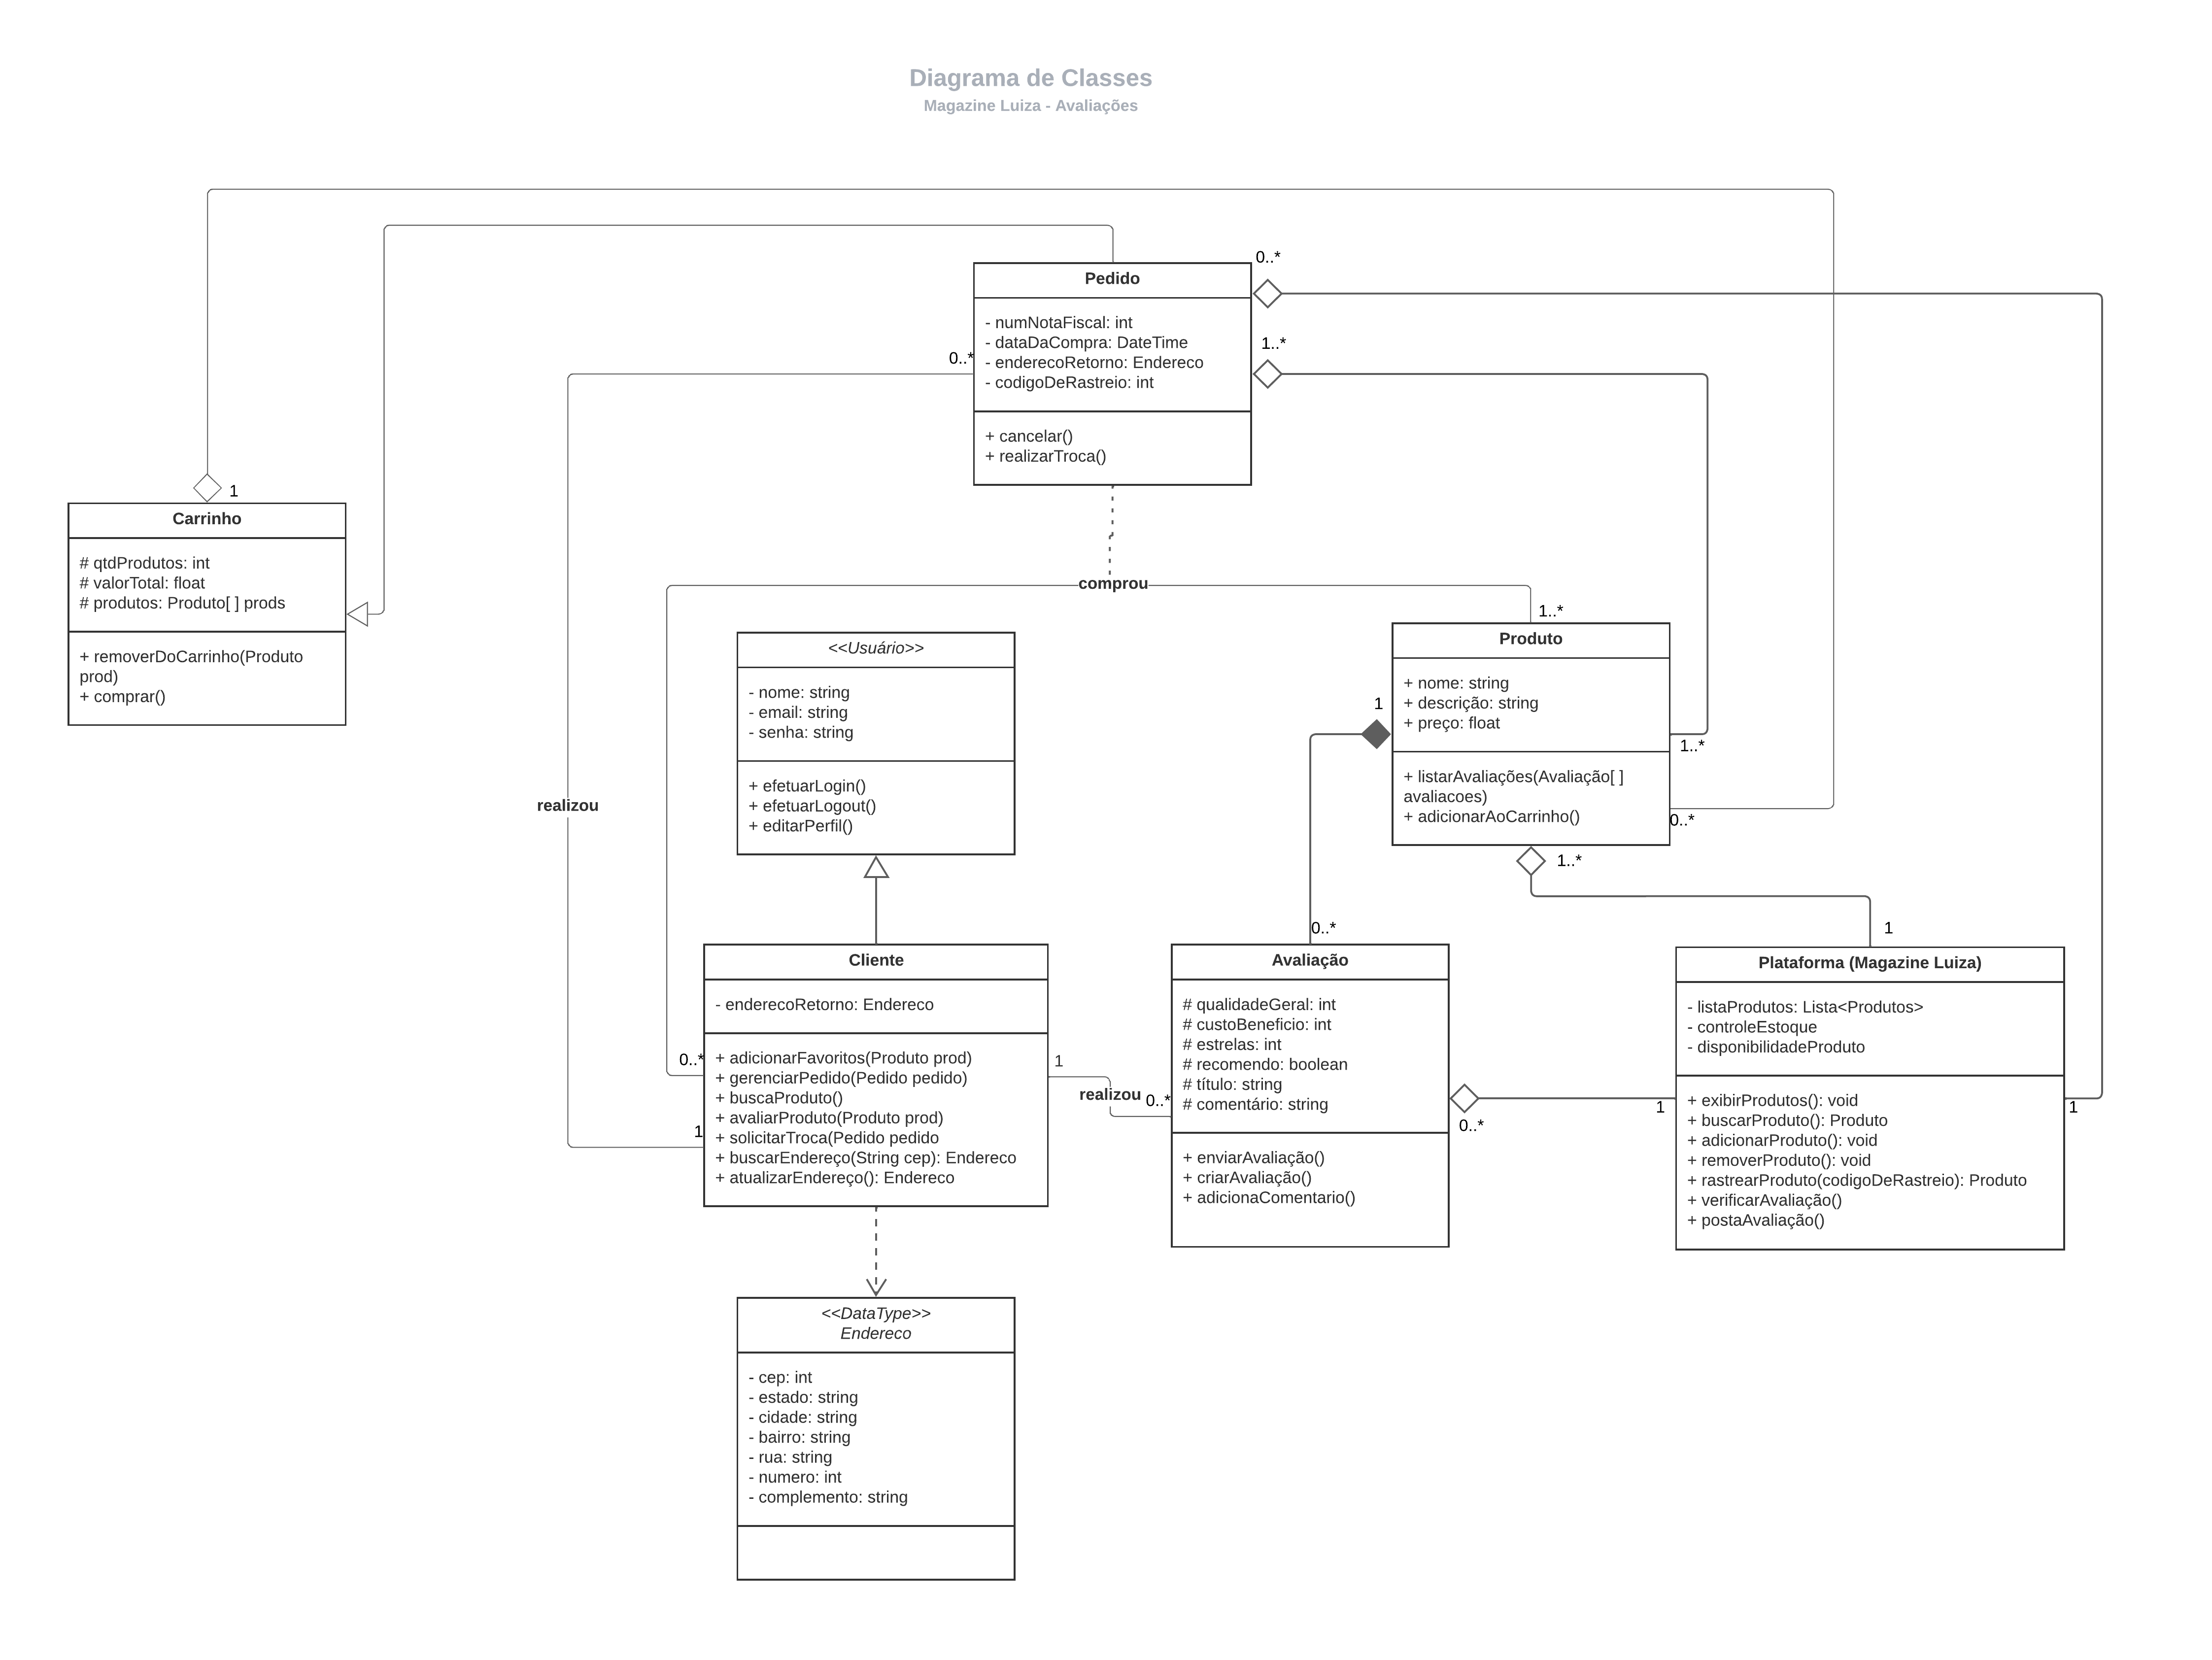 Diagrama de Classes
Magazine Luiza - Avaliações
0..*
Pedido
- numNotaFiscal: int
- dataDaCompra: DateTime
- enderecoRetorno: Endereco
- codigoDeRastreio: int
1..*
0..*
+ cancelar()
+ realizarTroca()
1
Carrinho
# qtdProdutos: int
# valorTotal: float
# produtos: Produto[ ] prods
+ removerDoCarrinho(Produto
prod)
+ comprar()
comprou
1..*
<<Usuário>>
- nome: string
- email: string
- senha: string
+ efetuarLogin()
+ efetuarLogout()
+ editarPerfil()
Produto
+ nome: string
+ descrição: string
+ preço: float
+ listarAvaliações(Avaliação[ ]
avaliacoes)
+ adicionarAoCarrinho()
1
1..*
0..*
1..*
realizou
0..*
1
Cliente
- enderecoRetorno: Endereco
+ adicionarFavoritos(Produto prod)
+ gerenciarPedido(Pedido pedido)
+ buscaProduto()
+ avaliarProduto(Produto prod)
+ solicitarTroca(Pedido pedido
+ buscarEndereço(String cep): Endereco
+ atualizarEndereço(): Endereco
0..*
1
1
realizou
0..*
Avaliação
# qualidadeGeral: int
# custoBeneficio: int
# estrelas: int
# recomendo: boolean
# título: string
# comentário: string
+ enviarAvaliação()
+ criarAvaliação()
+ adicionaComentario()
0..*
1
Plataforma (Magazine Luiza)
- listaProdutos: Lista<Produtos>
- controleEstoque
- disponibilidadeProduto
+ exibirProdutos(): void
+ buscarProduto(): Produto
+ adicionarProduto(): void
+ removerProduto(): void
+ rastrearProduto(codigoDeRastreio): Produto
+ verificarAvaliação()
+ postaAvaliação()
1
<<DataType>>
Endereco
- cep: int
- estado: string
- cidade: string
- bairro: string
- rua: string
- numero: int
- complemento: string